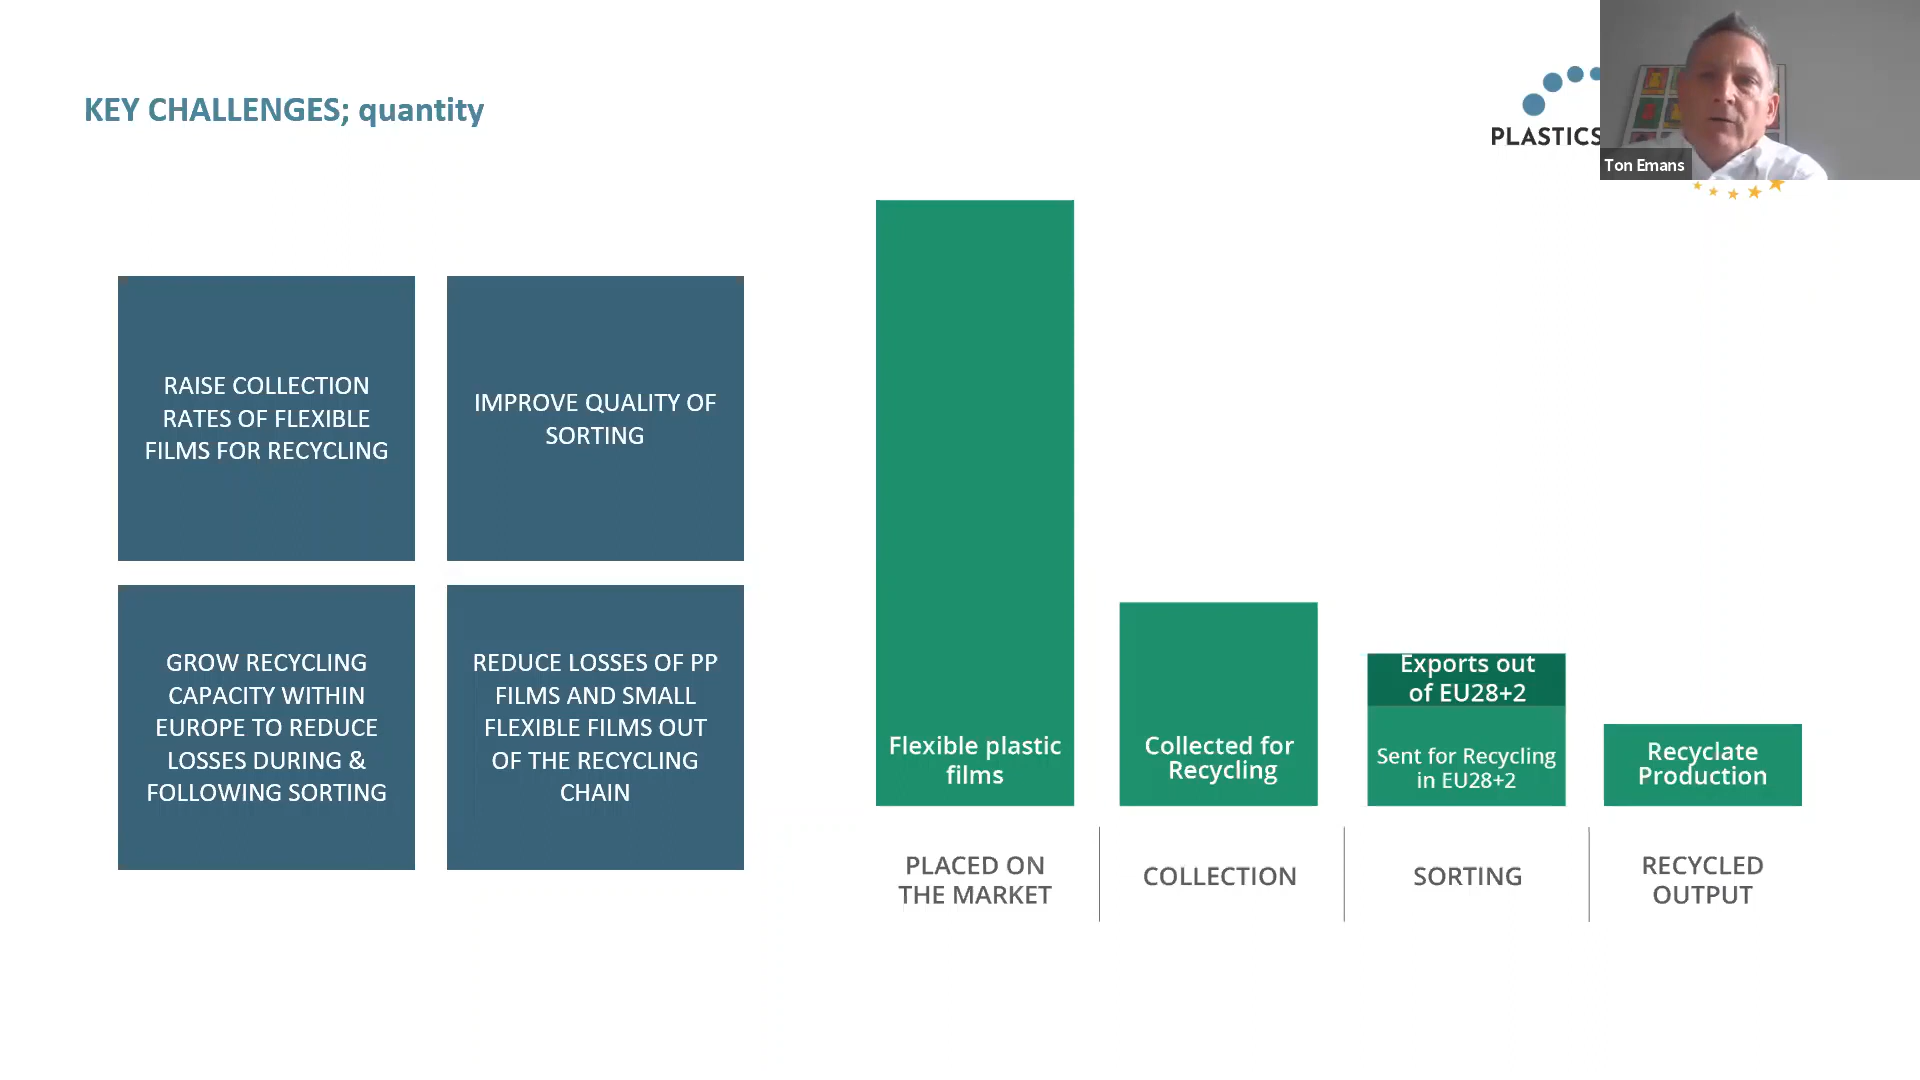 KEY CHALLENGES; quantity
PLASTICS
Ton Emans
RAISE COLLECTION
RATES OF FLEXIBLE
FILMS FOR RECYCLING
IMPROVE QUALITY OF
SORTING
GROW RECYCLING
CAPACITY WITHIN
EUROPE TO REDUCE
LOSSES DURING &
FOLLOWING SORTING
REDUCE LOSSES OF PP
FILMS AND SMALL
FLEXIBLE FILMS OUT
OF THE RECYCLING
CHAIN
Flexible plastic
films
Collected for
Recycling
Exports out
of EU28+2
Sent for Recycling
in EU28+2
Recyclate
Production
PLACED ON
THE MARKET
COLLECTION
SORTING
RECYCLED
OUTPUT